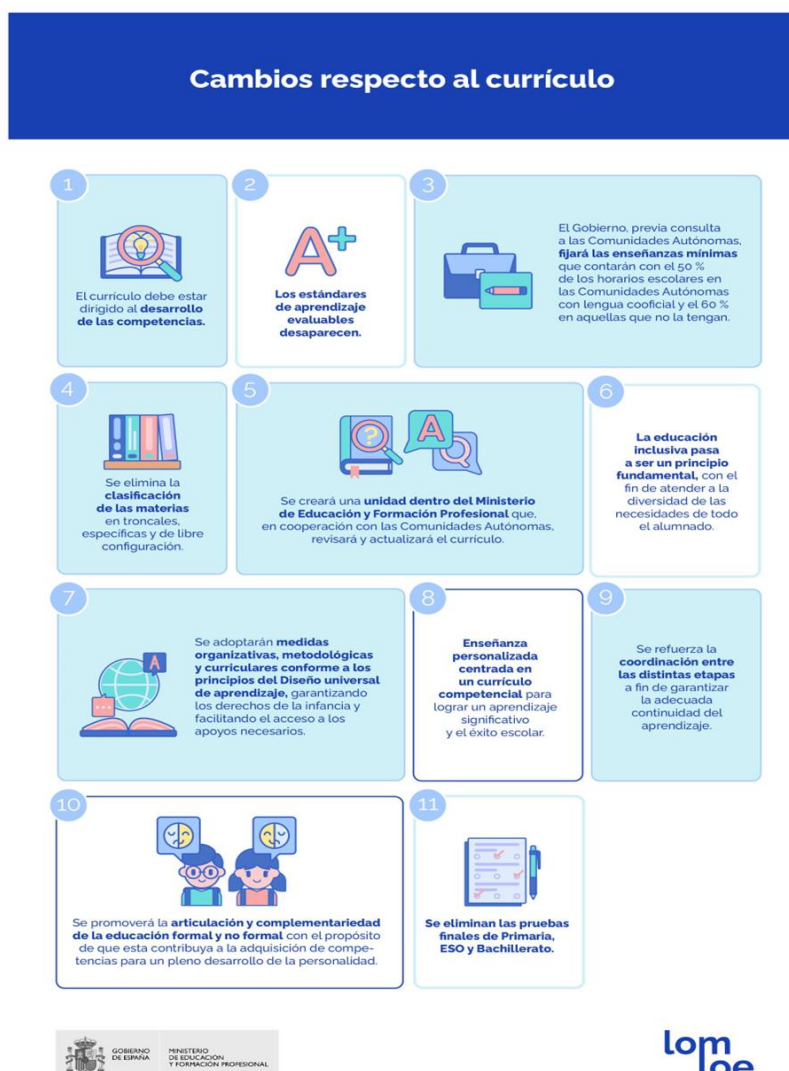 Cambios respecto al currículo
1
El currículo debe estar
dirigido al desarrollo
de las competencias.
2
A+
Los estándares
de aprendizaje
evaluables
desaparecen.
3
El Gobierno, previa consulta
a las Comunidades Autónomas,
fijará las enseñanzas mínimas
que contarán con el 50 %
de los horarios escolares en
las Comunidades Autónomas
con lengua cooficial y el 60 %
en aquellas que no la tengan.
4
Se elimina la
clasificación
de las materias
en troncales,
específicas y de libre
configuración.
5
?
A
Q
Se creará una unidad dentro del Ministerio
de Educación y Formación Profesional que,
en cooperación con las Comunidades Autónomas,
revisará y actualizará el currículo.
6
La educación
inclusiva pasa
a ser un principio
fundamental, con el
fin de atender a la
diversidad de las
necesidades de todo
el alumnado.
7
A
Se adoptarán medidas
organizativas, metodológicas
y curriculares conforme a los
principios del Diseño universal
de aprendizaje, garantizando
los derechos de la infancia y
facilitando el acceso a los
apoyos necesarios.
8
Enseñanza
personalizada
centrada en
un currículo
competencial para
lograr un aprendizaje
significativo
y el éxito escolar.
9
Se refuerza la
coordinación entre
las distintas etapas
a fin de garantizar
la adecuada
continuidad del
aprendizaje.
10
Se promoverá la articulación y complementariedad
de la educación formal y no formal con el propósito
de que esta contribuya a la adquisición de compe-
tencias para un pleno desarrollo de la personalidad.
11
Se eliminan las pruebas
finales de Primaria,
ESO y Bachillerato.
GOBIERNO
DE ESPAÑA
MINISTERIO
DE EDUCACIÓN
Y FORMACIÓN PROFESIONAL
lom
loe